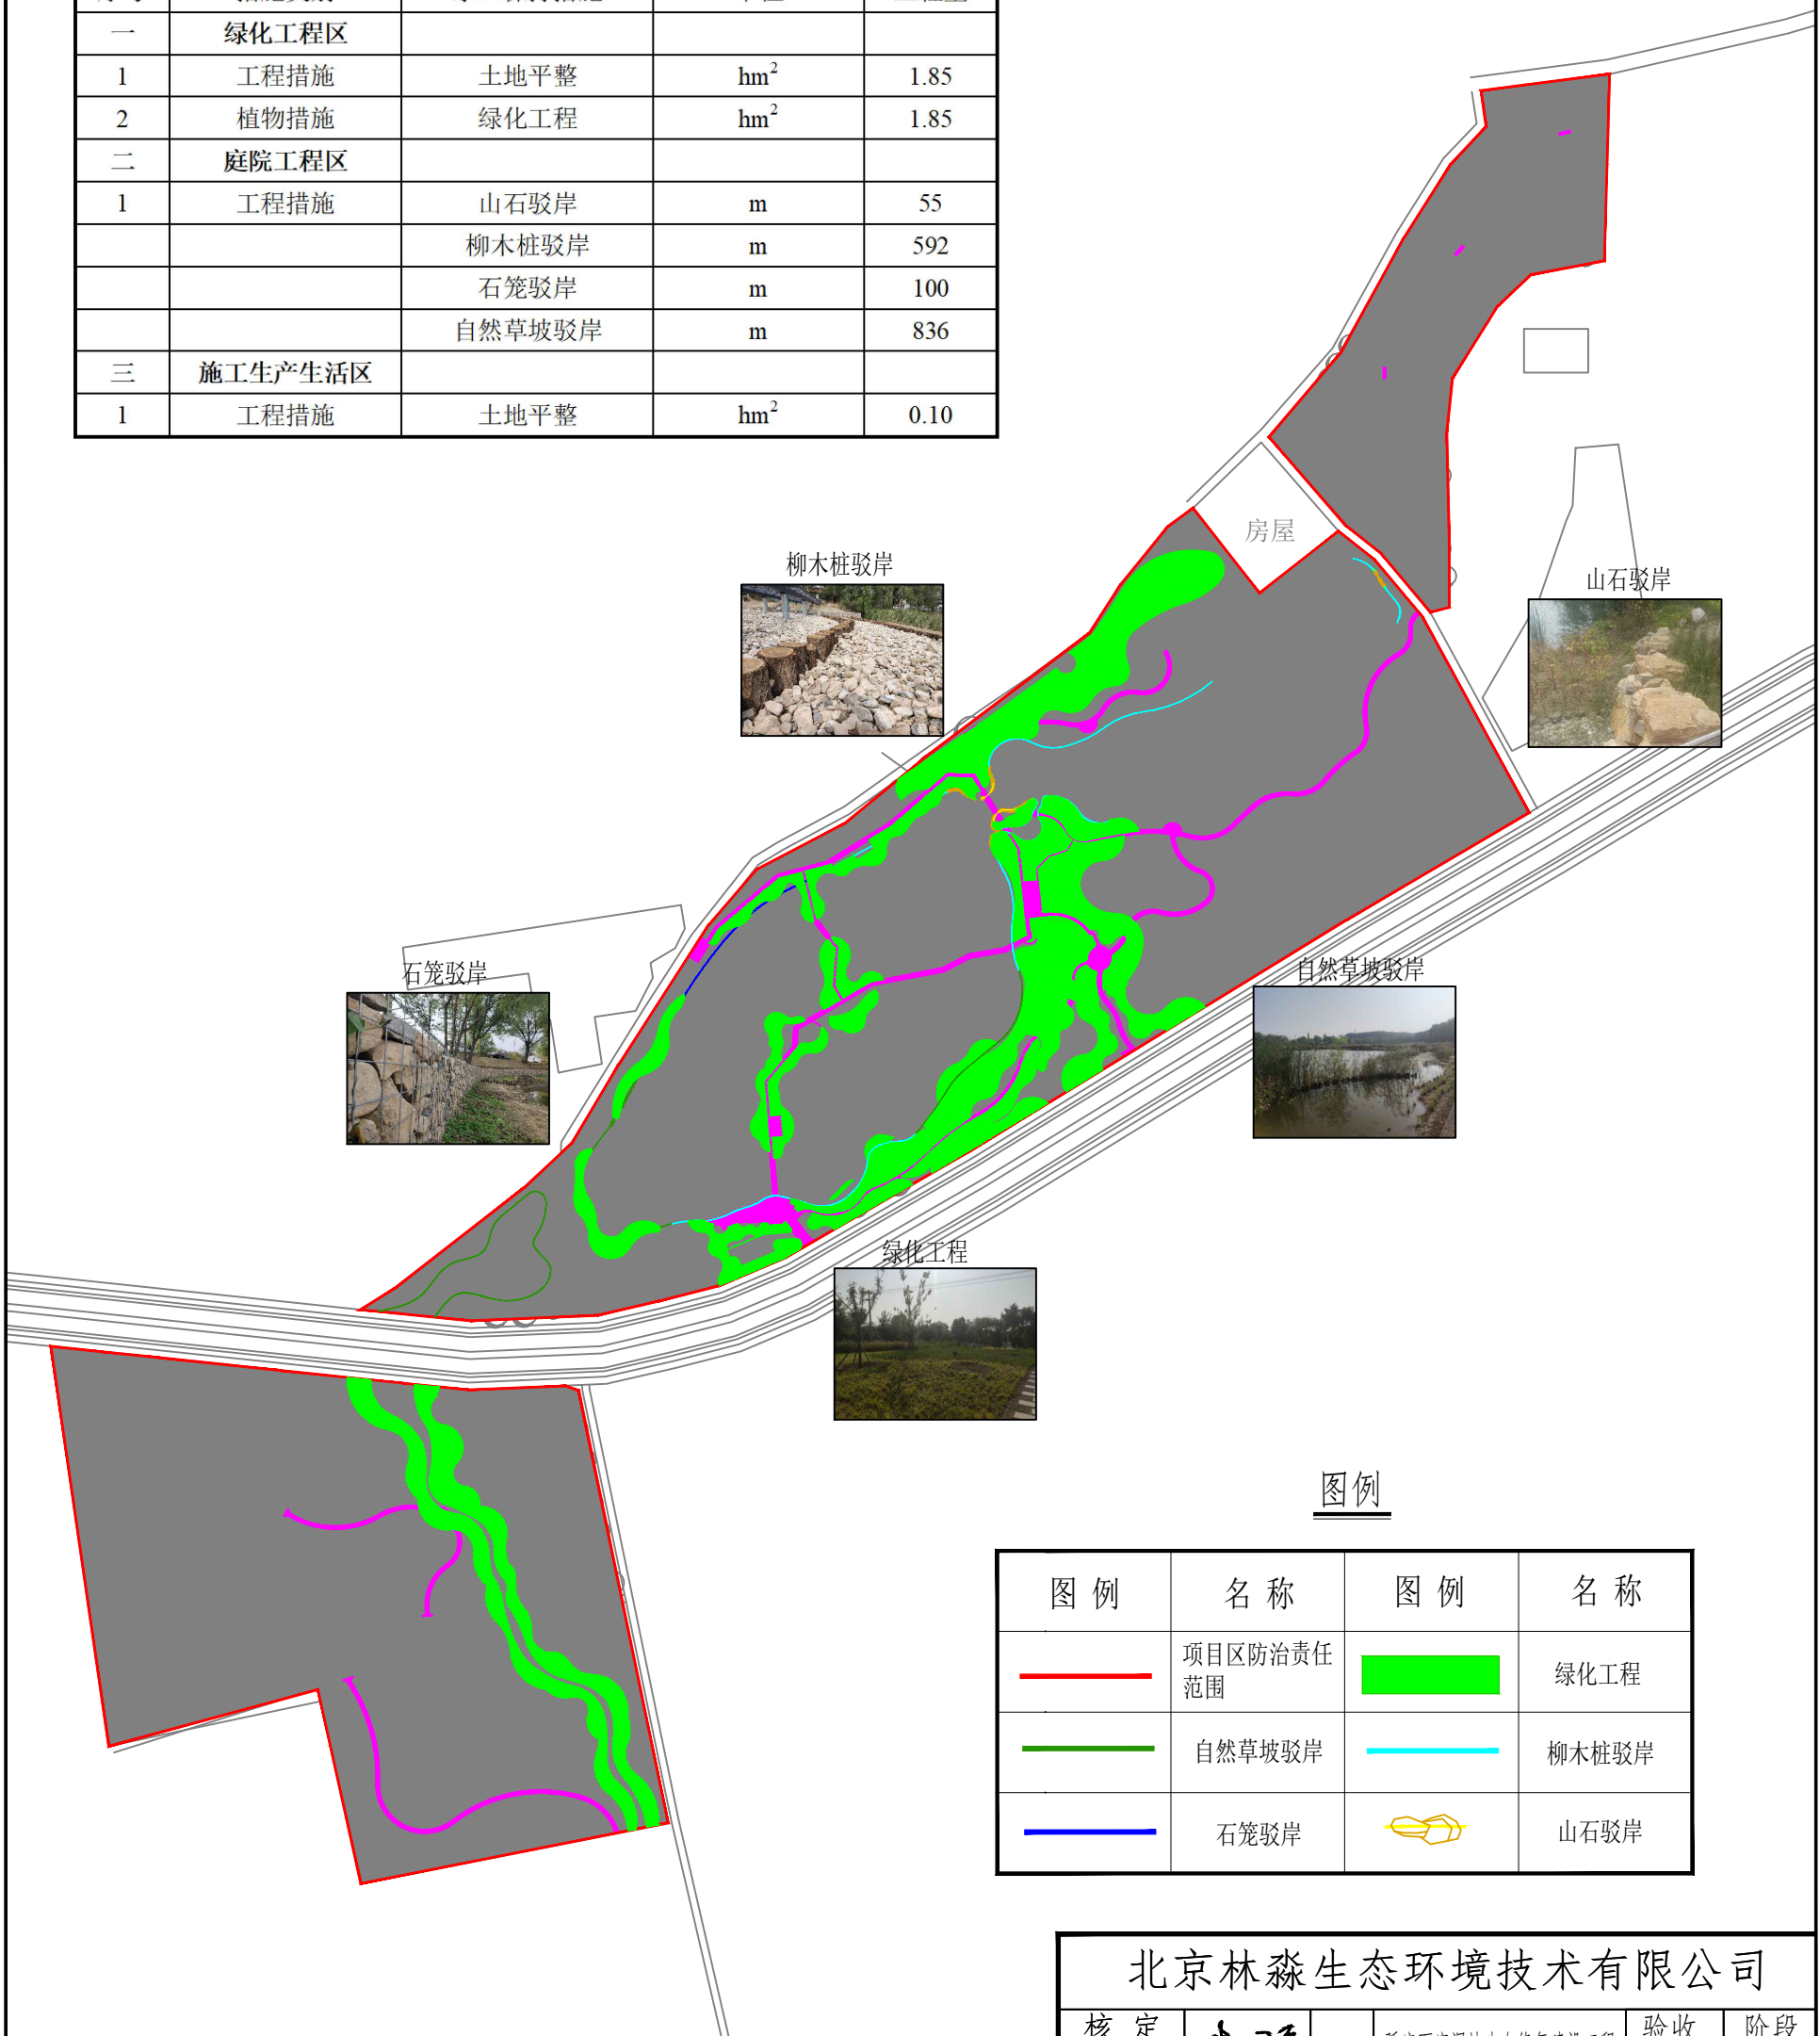 一 绿化工程区
1 工程措施 土地平整 hm² 1.85
2 植物措施 绿化工程 hm² 1.85
二 庭院工程区
1 工程措施 山石驳岸 m 55
柳木桩驳岸 m 592
石笼驳岸 m 100
自然草坡驳岸 m 836
三 施工生产生活区
1 工程措施 土地平整 hm² 0.10
房屋
柳木桩驳岸
山石驳岸
石笼驳岸
自然草坡驳岸
绿化工程
图例
图例 名称 图例 名称
项目区防治责任
范围
绿化工程
自然草坡驳岸 柳木桩驳岸
石笼驳岸 山石驳岸
北京林淼生态环境技术有限公司
核定 验收 阶段